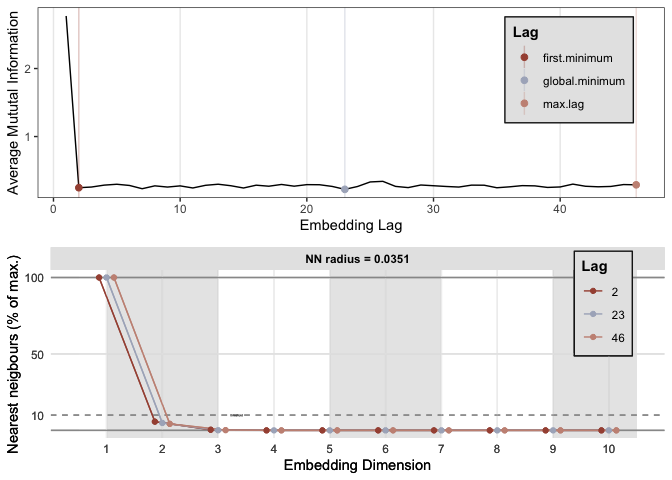 Average Mututal Information
2
1
Lag
first.minimum
global.minimum
max.lag
0 10 20 30 40
Embedding Lag
NN radius = 0.0351
Nearest neigbours (% of max.)
100
50
10
Lag
2
23
46
1 2 3 4 5 6 7 8 9 10
Embedding Dimension